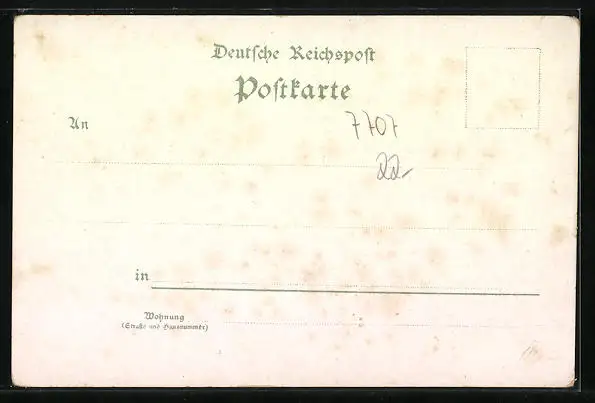 Deutsche Reichspost
Postkarte
An
7707
22.-
in
Wohnung
(Straße und Hausnummer)